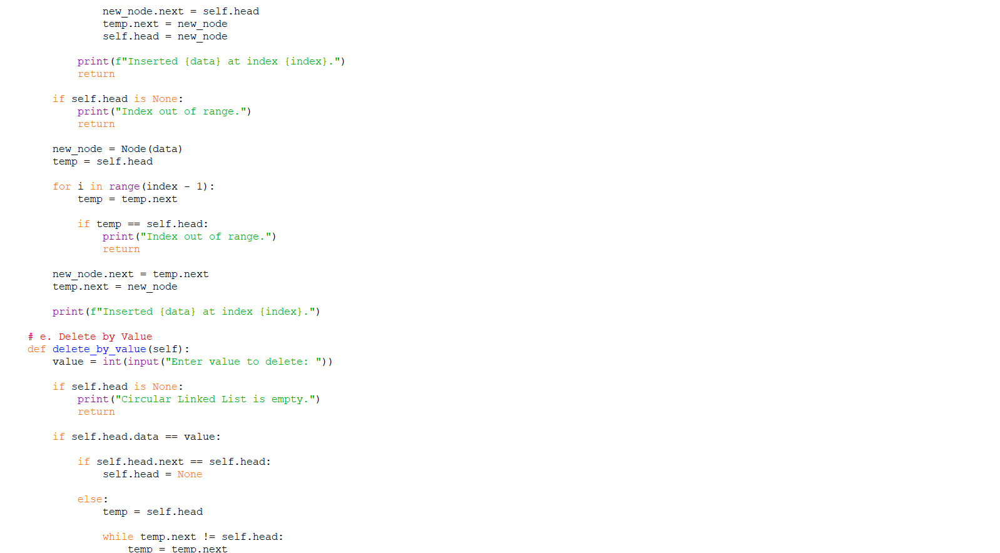 new_node.next = self.head
temp.next = new_node
self.head = new_node
print(f"Inserted {data} at index {index}.")
return
if self.head is None:
print("Index out of range.")
return
new_node = Node(data)
temp = self.head
for i in range(index - 1):
temp = temp.next
if temp == self.head:
print("Index out of range.")
return
new_node.next = temp.next
temp.next = new_node
print(f"Inserted {data} at index {index}.")
# e. Delete by Value
def delete_by_value(self):
value = int(input("Enter value to delete: "))
if self.head is None:
print("Circular Linked List is empty.")
return
if self.head.data == value:
if self.head.next == self.head:
self.head = None
else:
temp = self.head
while temp.next != self.head:
temp = temp.next